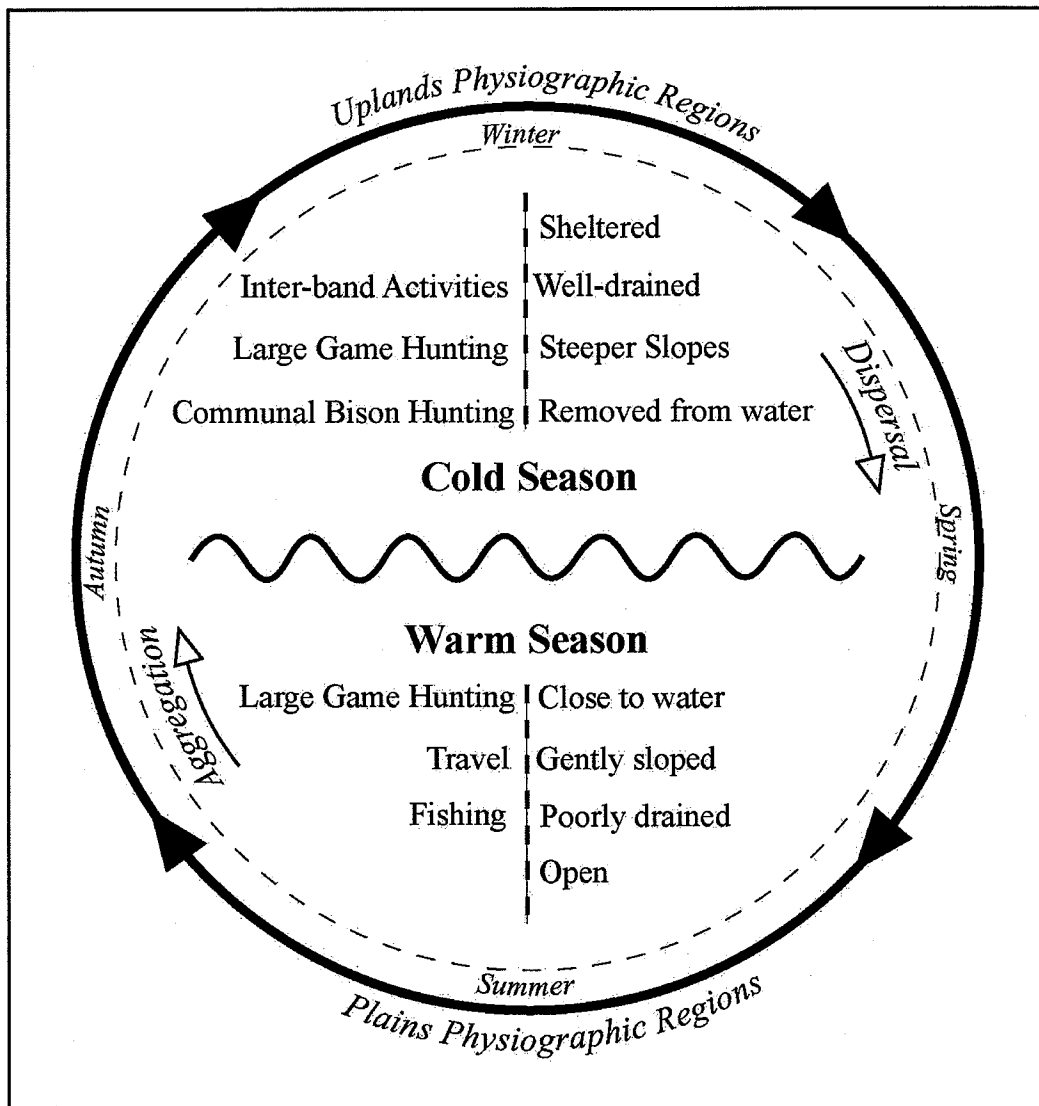 Uplands Physiographic Regions
Winter
Sheltered
Inter-band Activities Well-drained
Large Game Hunting Steeper Slopes
Communal Bison Hunting Removed from water
Dispersal
Cold Season
Autumn
Spring
Warm Season
Aggregation
Large Game Hunting Close to water
Travel Gently sloped
Fishing Poorly drained
Open
Summer
Plains Physiographic Regions